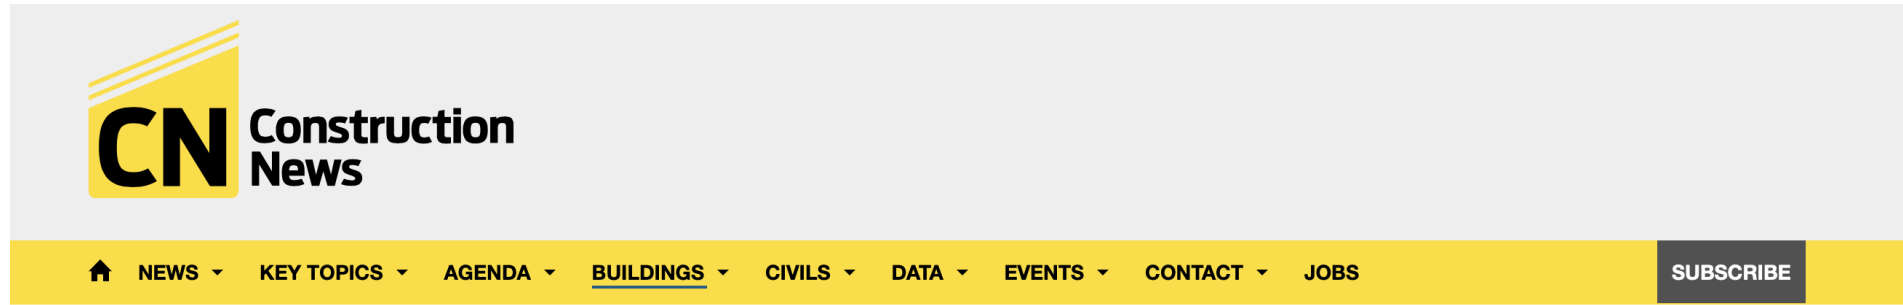 CN Construction
News
NEWS KEY TOPICS AGENDA BUILDINGS CIVILS DATA EVENTS CONTACT JOBS SUBSCRIBE